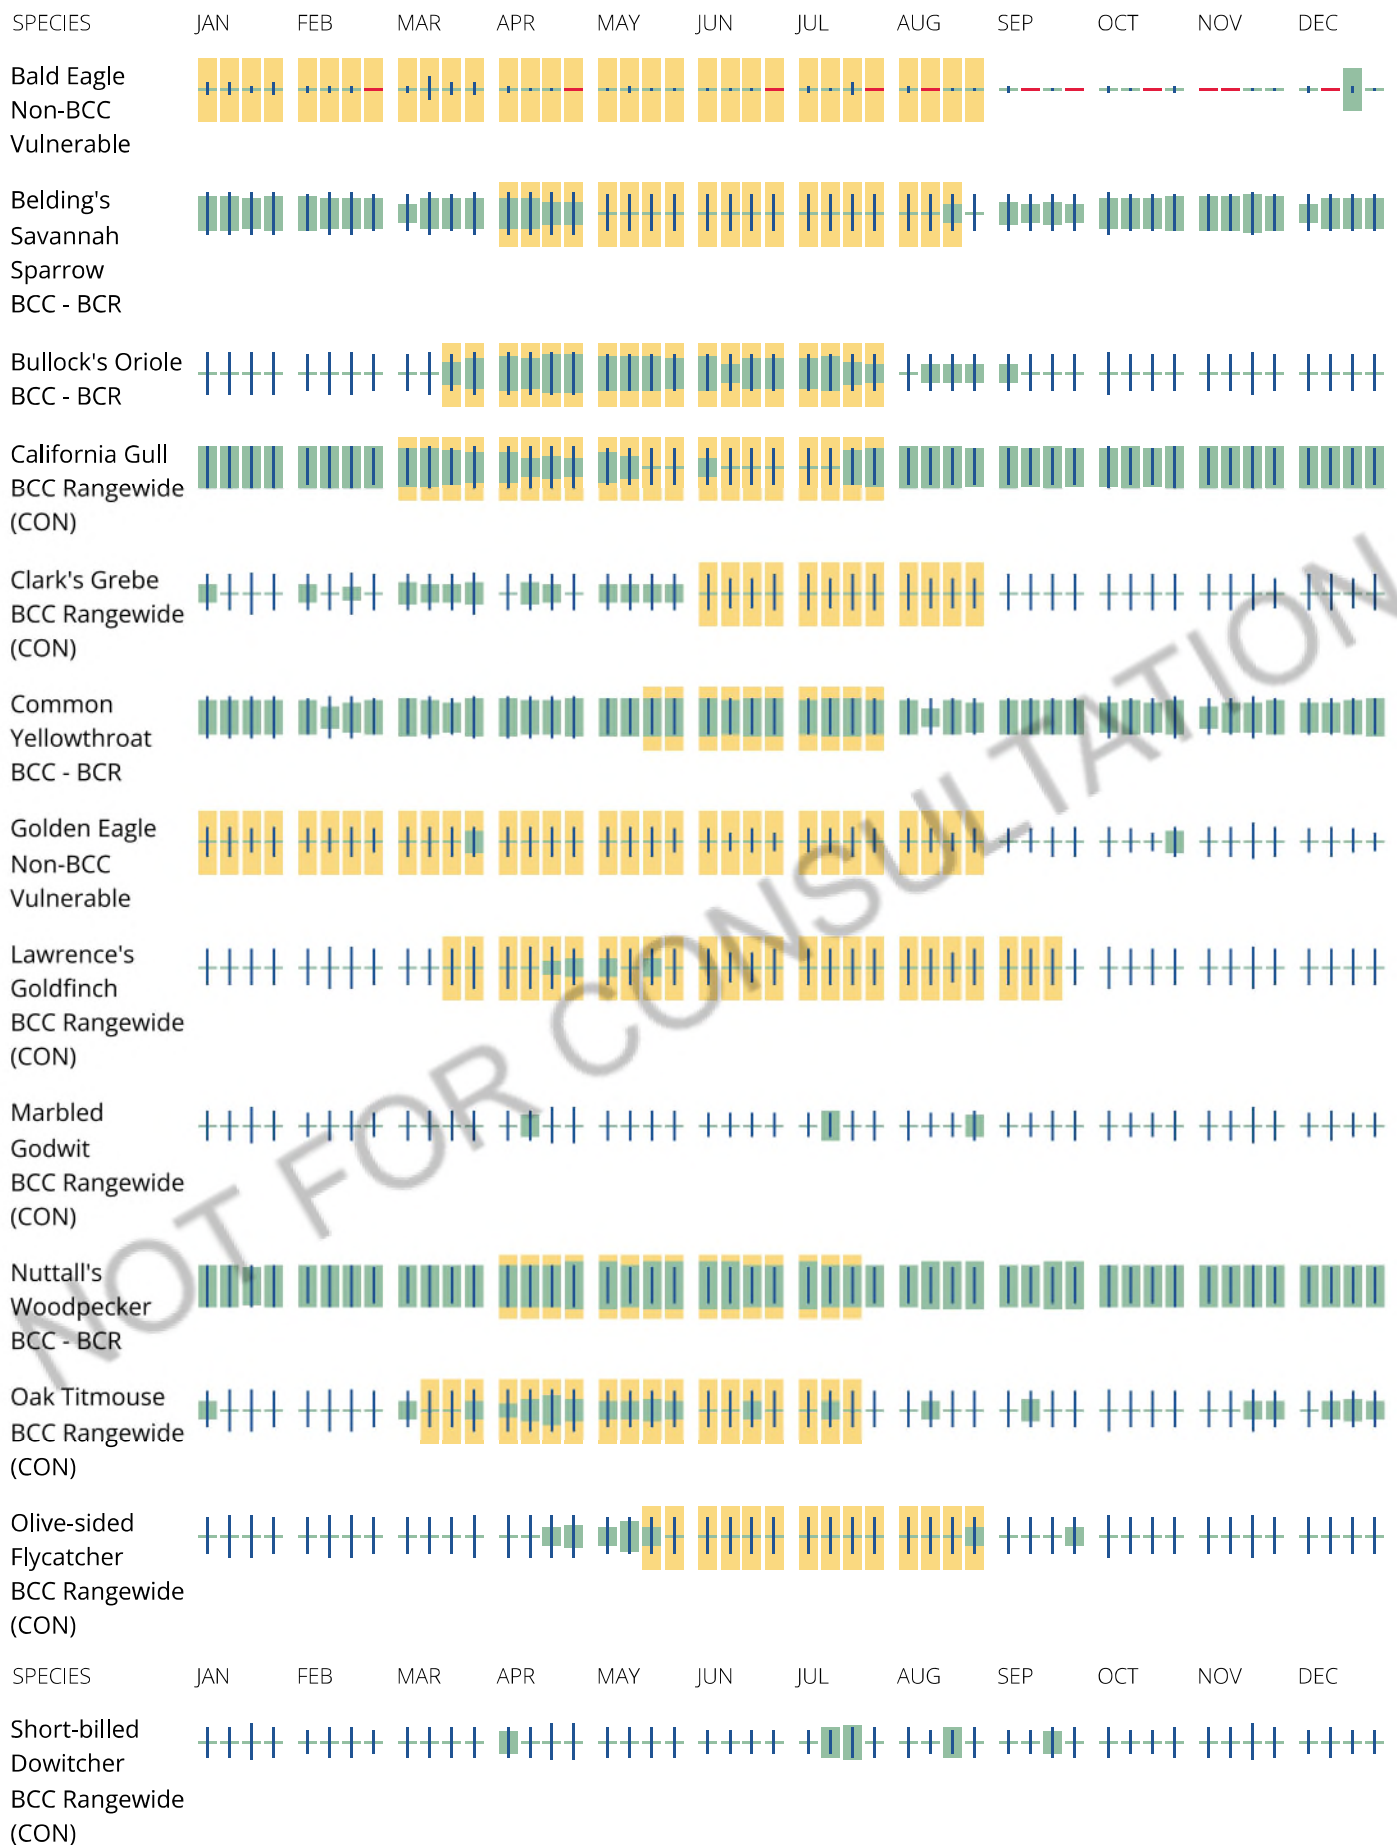 SPECIES JAN FEB MAR APR MAY JUN JUL AUG SEP OCT NOV DEC
Bald Eagle
Non-BCC
Vulnerable
Belding's
Savannah
Sparrow
BCC - BCR
Bullock's Oriole
BCC - BCR
California Gull
BCC Rangewide
(CON)
Clark's Grebe
BCC Rangewide
(CON)
Common
Yellowthroat
BCC - BCR
Golden Eagle
Non-BCC
Vulnerable
Lawrence's
Goldfinch
BCC Rangewide
(CON)
Marbled
Godwit
BCC Rangewide
(CON)
Nuttall's
Woodpecker
BCC - BCR
Oak Titmouse
BCC Rangewide
(CON)
Olive-sided
Flycatcher
BCC Rangewide
(CON)
SPECIES JAN FEB MAR APR MAY JUN JUL AUG SEP OCT NOV DEC
Short-billed
Dowitcher
BCC Rangewide
(CON)
NOT FOR CONSULTATION